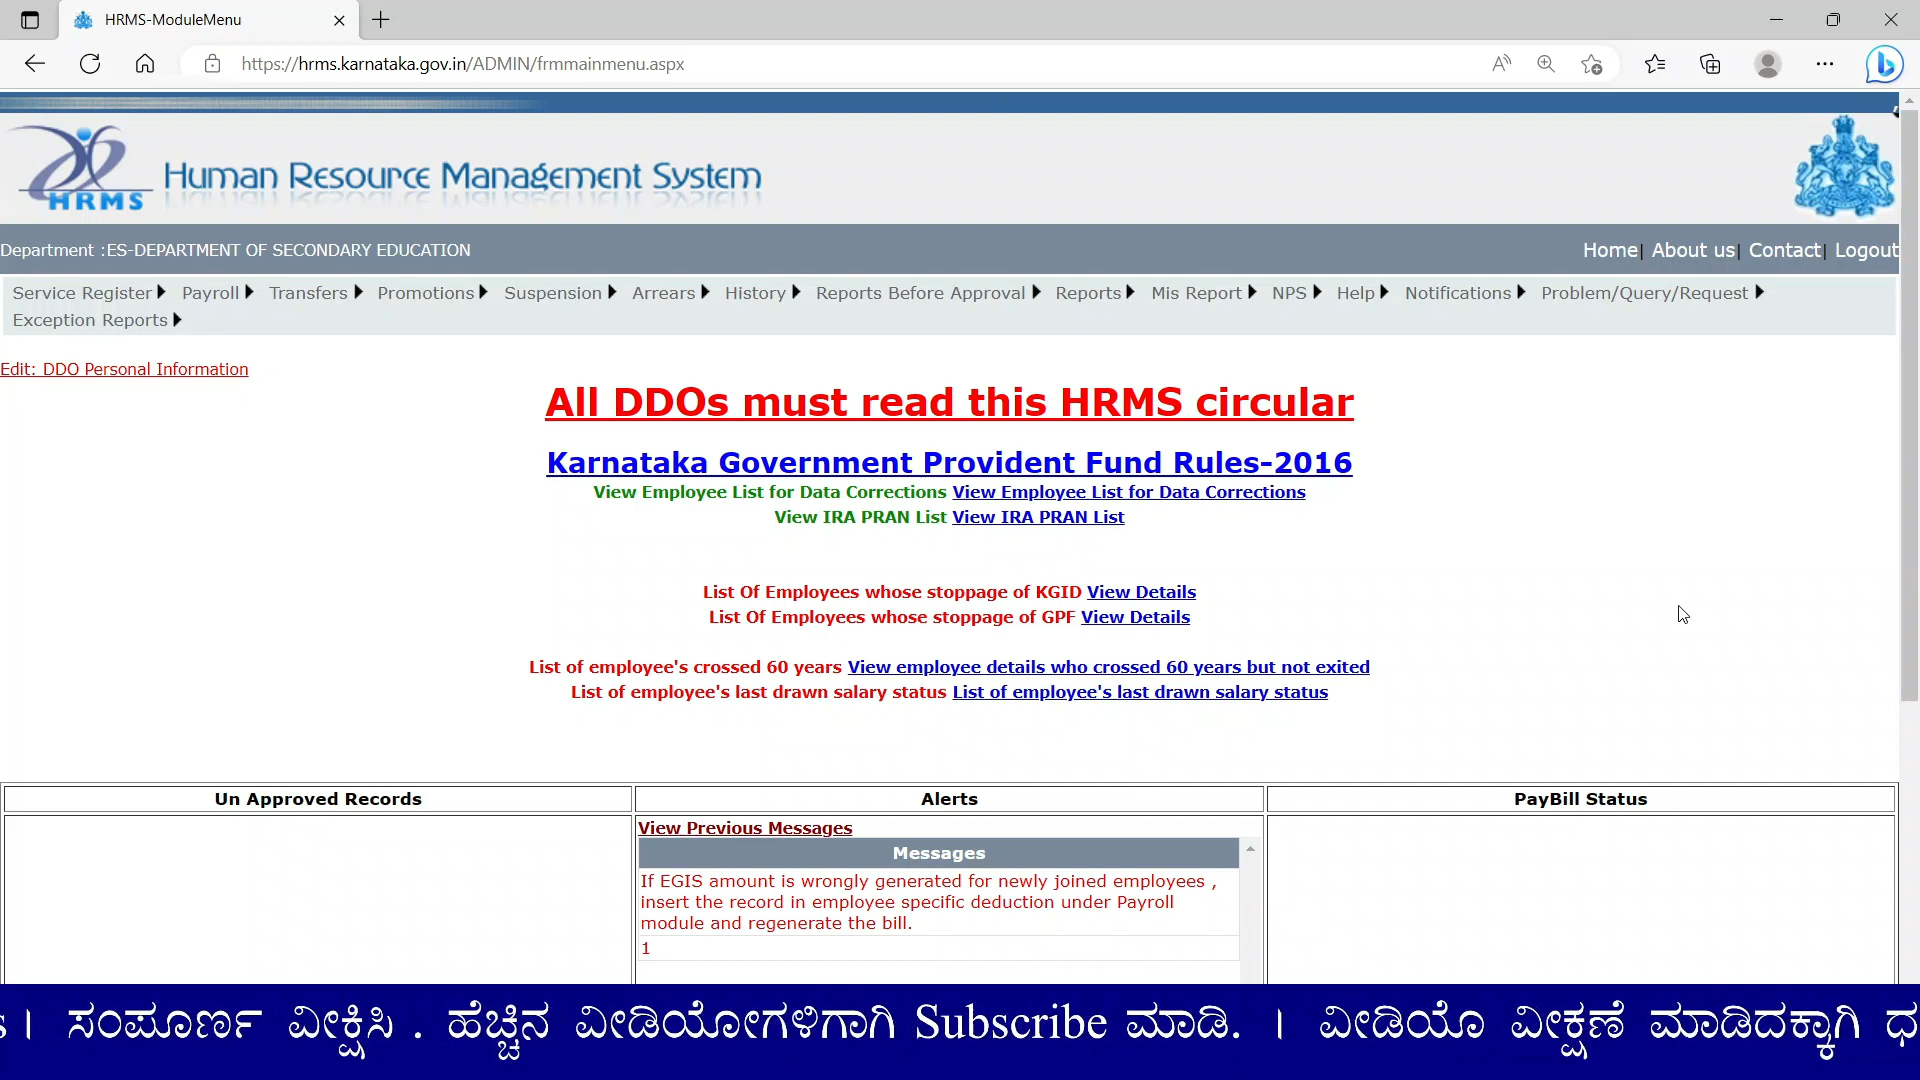 HRMS-ModuleMenu
https://hrms.karnataka.gov.in/ADMIN/frmmainmenu.aspx
HRMS Human Resource Management System
Department :ES-DEPARTMENT OF SECONDARY EDUCATION
Home| About us| Contact| Logout
Service Register Payroll Transfers Promotions Suspension Arrears History Reports Before Approval Reports Mis Report NPS Help Notifications Problem/Query/Request
Exception Reports
Edit: DDO Personal Information
All DDOs must read this HRMS circular
Karnataka Government Provident Fund Rules-2016
View Employee List for Data Corrections View Employee List for Data Corrections
View IRA PRAN List View IRA PRAN List
List Of Employees whose stoppage of KGID View Details
List Of Employees whose stoppage of GPF View Details
List of employee's crossed 60 years View employee details who crossed 60 years but not exited
List of employee's last drawn salary status List of employee's last drawn salary status
Un Approved Records Alerts PayBill Status
View Previous Messages
Messages
If EGIS amount is wrongly generated for newly joined employees ,
insert the record in employee specific deduction under Payroll
module and regenerate the bill.
1
s । ಸಂಪೂರ್ಣ ವೀಕ್ಷಿಸಿ . ಹೆಚ್ಚಿನ ವೀಡಿಯೋಗಳಿಗಾಗಿ Subscribe ಮಾಡಿ. । ವೀಡಿಯೊ ವೀಕ್ಷಣೆ ಮಾಡಿದಕ್ಕಾಗಿ ಧ